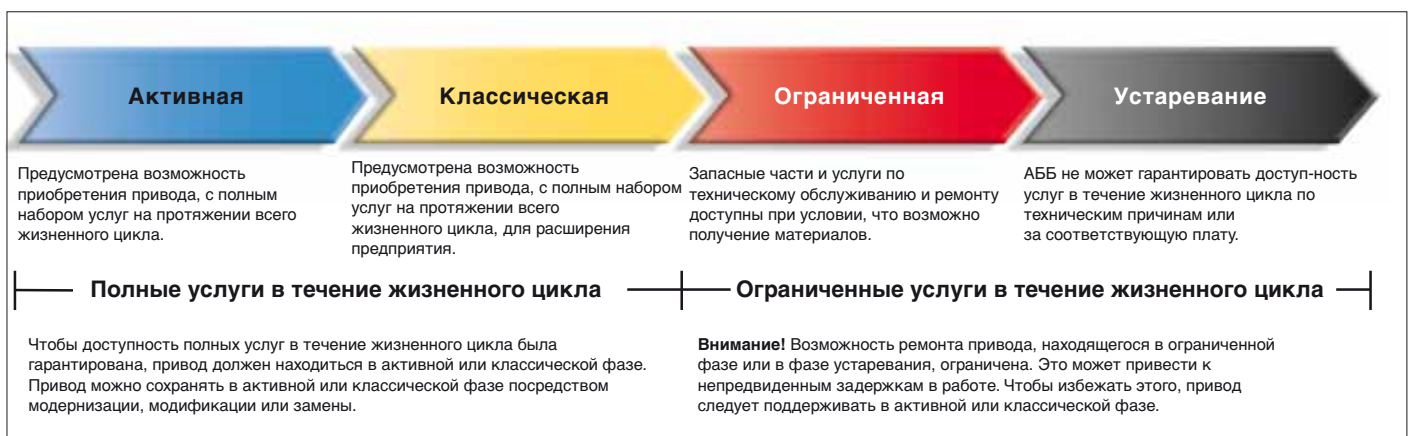 Активная
Классическая
Ограниченная
Устаревание
Предусмотрена возможность
приобретения привода, с полным
набором услуг на протяжении всего
жизненного цикла.
Предусмотрена возможность
приобретения привода, с полным набором
услуг на протяжении всего
жизненного цикла, для расширения
предприятия.
Запасные части и услуги по
техническому обслуживанию и ремонту
доступны при условии, что возможно
получение материалов.
АББ не может гарантировать доступ-ность
услуг в течение жизненного цикла по
техническим причинам или
за соответствующую плату.
Полные услуги в течение жизненного цикла
Ограниченные услуги в течение жизненного цикла
Чтобы доступность полных услуг в течение жизненного цикла была
гарантирована, привод должен находиться в активной или классической фазе.
Привод можно сохранять в активной или классической фазе посредством
модернизации, модификации или замены.
Внимание! Возможность ремонта привода, находящегося в ограниченной
фазе или в фазе устаревания, ограничена. Это может привести к
непредвиденным задержкам в работе. Чтобы избежать этого, привод
следует поддерживать в активной или классической фазе.